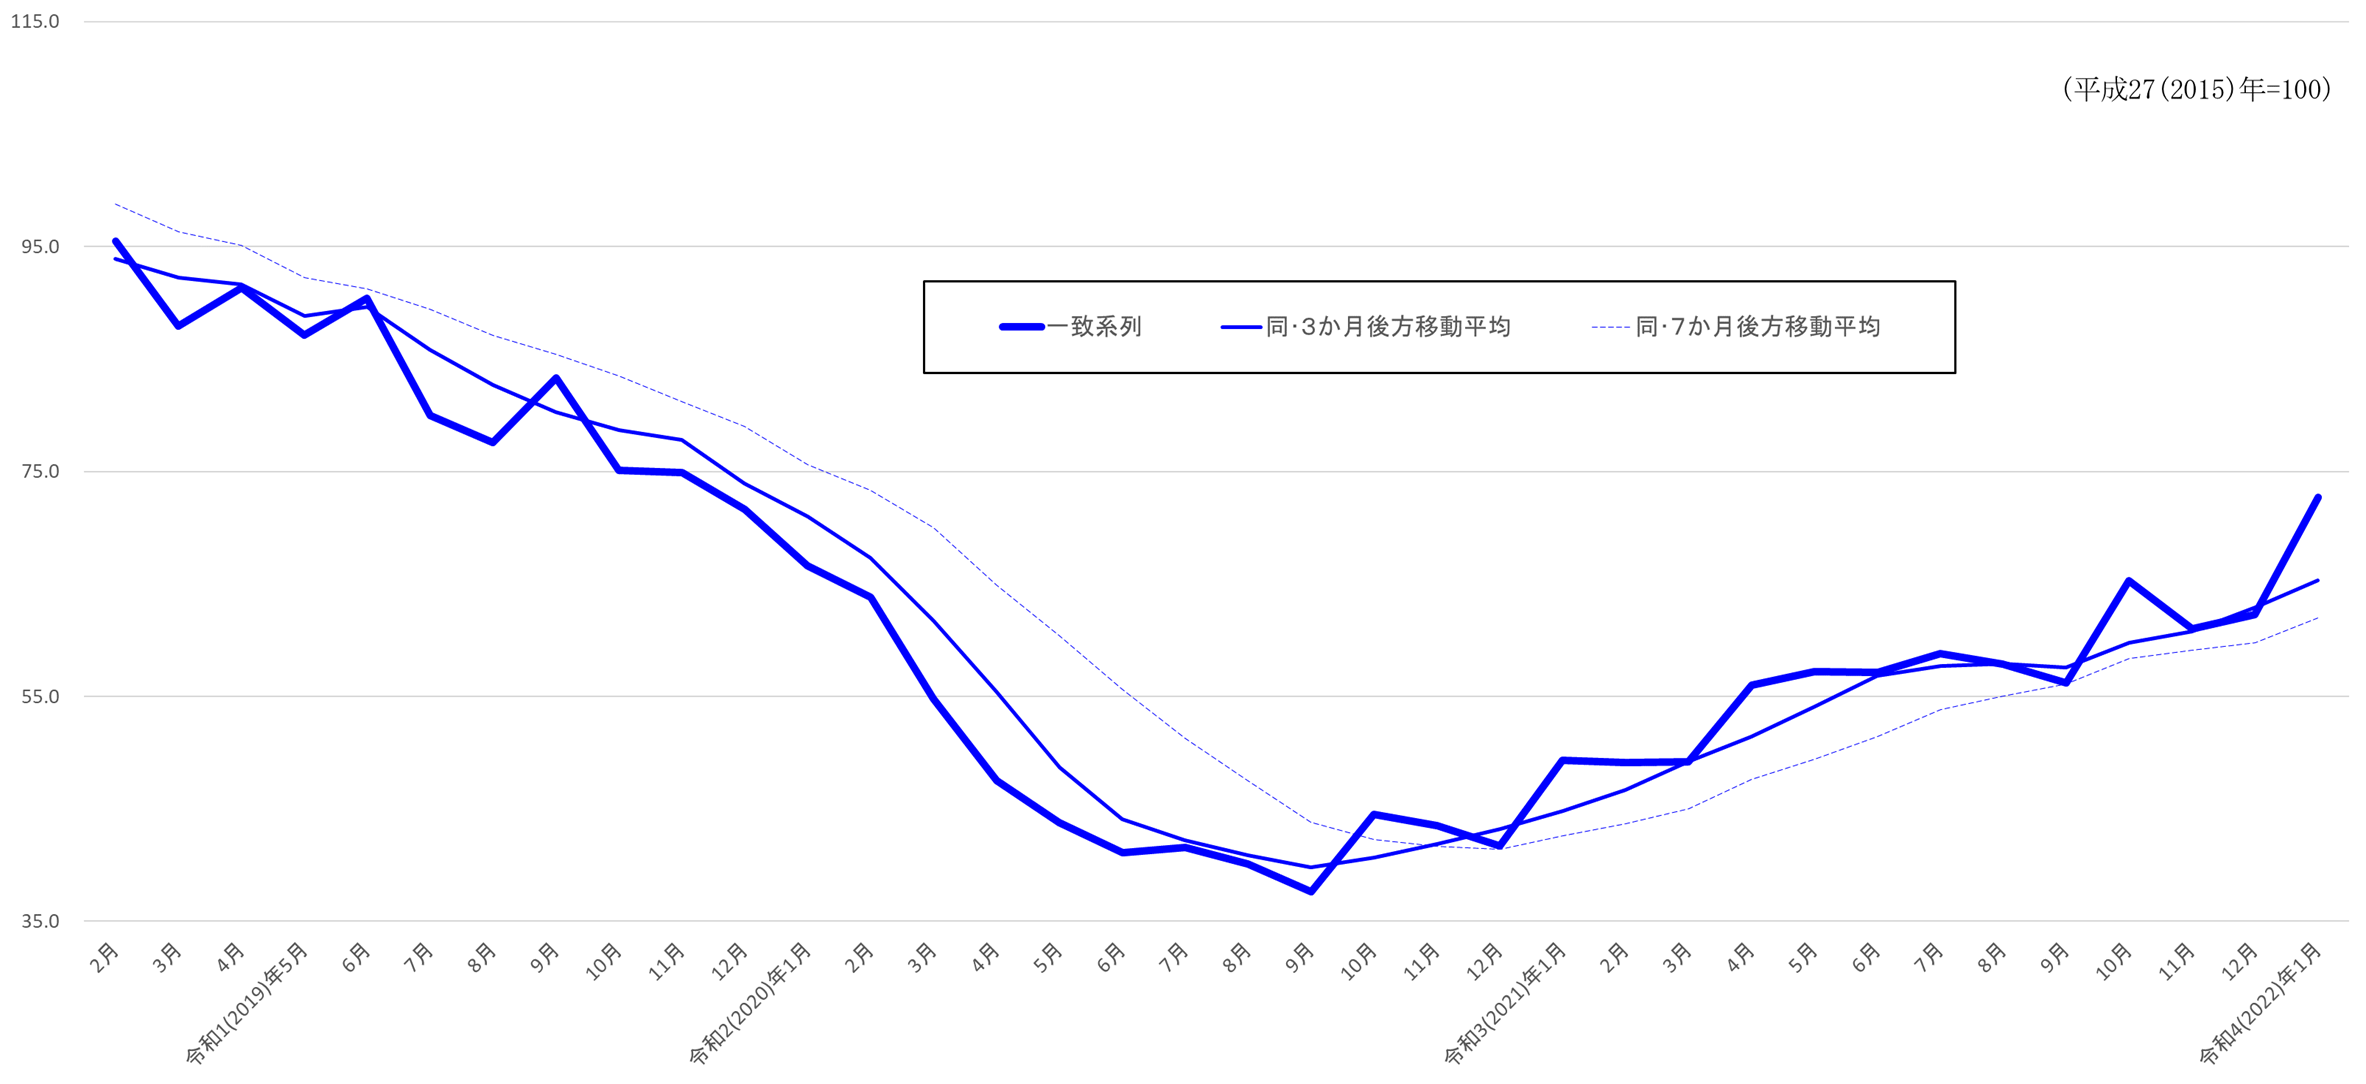 115.0
(平成27(2015)年=100)
95.0
一致系列
同･３か月後方移動平均
同･７か月後方移動平均
75.0
55.0
35.0
2月
3月
4月
令和1(2019)年5月
6月
7月
8月
9月
10月
11月
12月
令和2(2020)年1月
2月
3月
4月
5月
6月
7月
8月
9月
10月
11月
12月
令和3(2021)年1月
2月
3月
4月
5月
6月
7月
8月
9月
10月
11月
12月
令和4(2022)年1月